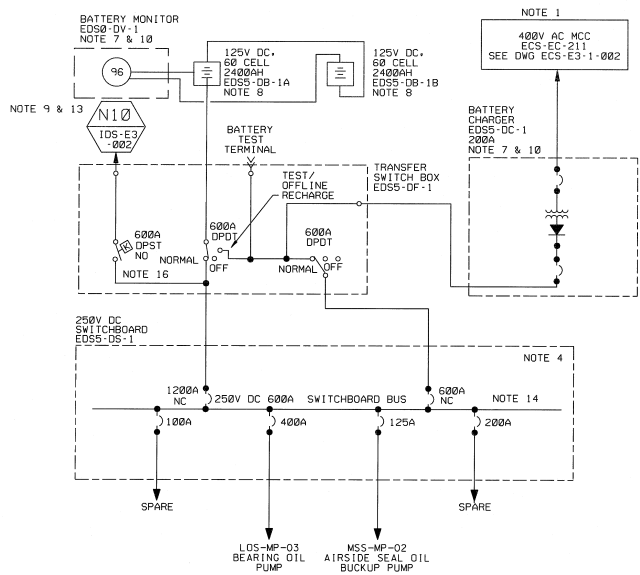 BATTERY MONITOR
EDS0-DV-1
NOTE 7 & 10
96
125V DC,
60 CELL
2400AH
EDS5-DB-1A
NOTE 8
125V DC,
60 CELL
2400AH
EDS5-DB-1B
NOTE 8
NOTE 1
400V AC MCC
ECS-EC-211
SEE DWG ECS-E3-1-002
NOTE 9 & 13
N10
IDS-E3
-002
BATTERY
TEST
TERMINAL
BATTERY
CHARGER
EDS5-DC-1
200A
NOTE 7 & 10
TEST/
OFFLINE
RECHARGE
TRANSFER
SWITCH BOX
EDS5-DF-1
600A
DPST
NO
K
NOTE 16
600A
DPDT
NORMAL
OFF
600A
DPDT
NORMAL
OFF
250V DC
SWITCHBOARD
EDS5-DS-1
NOTE 4
1200A
NC
250V DC 600A SWITCHBOARD BUS
600A
NC
NOTE 14
100A
400A
125A
200A
SPARE
SPARE
LOS-MP-03
BEARING OIL
PUMP
MSS-MP-02
AIRSIDE SEAL OIL
BUCKUP PUMP